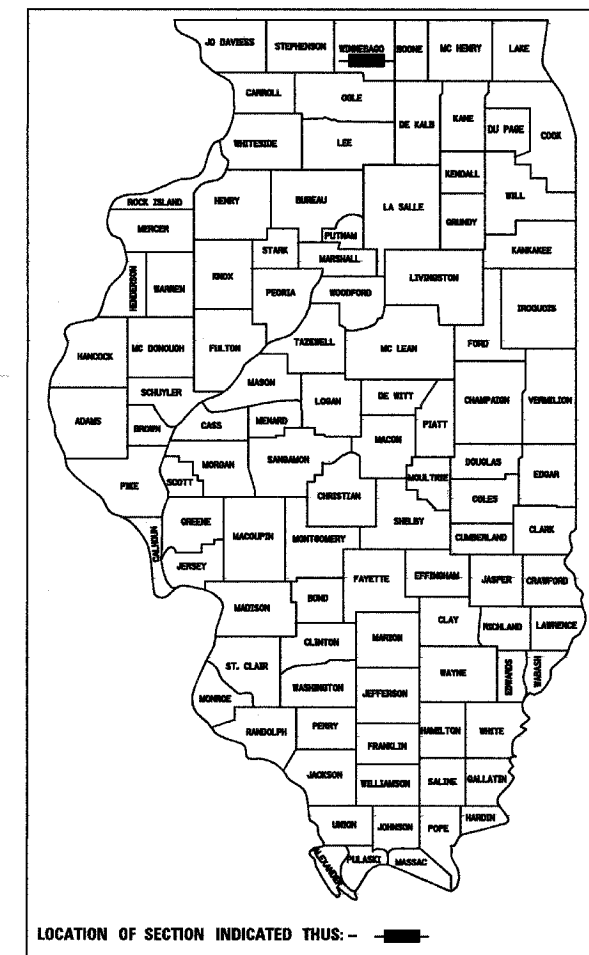 JO DAVIESS
STEPHENSON
WINNEBAGO
BOONE
MC HENRY
LAKE
CARROLL
OGLE
DE KALB
KANE
DU PAGE
COOK
WHITESIDE
LEE
KENDALL
WILL
ROCK ISLAND
HENRY
BUREAU
LA SALLE
GRUNDY
MERCER
PUTNAM
STARK
MARSHALL
KANKAKEE
HENDERSON
WARREN
KNOX
PEORIA
WOODFORD
LIVINGSTON
IROQUOIS
HANCOCK
MC DONOUGH
FULTON
TAZEWELL
MC LEAN
FORD
SCHUYLER
MASON
LOGAN
DE WITT
CHAMPAIGN
VERMILION
ADAMS
BROWN
CASS
MENARD
PIATT
MACON
SANGAMON
DOUGLAS
EDGAR
PIKE
SCOTT
MORGAN
MOULTRIE
COLES
CHRISTIAN
SHELBY
GREENE
CALHOUN
MACOUPIN
MONTGOMERY
CUMBERLAND
CLARK
JERSEY
FAYETTE
EFFINGHAM
JASPER
CRAWFORD
MADISON
BOND
CLAY
RICHLAND
LAWRENCE
CLINTON
MARION
ST. CLAIR
WAYNE
EDWARDS
WABASH
WASHINGTON
JEFFERSON
MONROE
RANDOLPH
PERRY
HAMILTON
WHITE
FRANKLIN
JACKSON
WILLIAMSON
SALINE
GALLATIN
UNION
JOHNSON
POPE
HARDIN
ALEXANDER
PULASKI
MASSAC
LOCATION OF SECTION INDICATED THUS: -